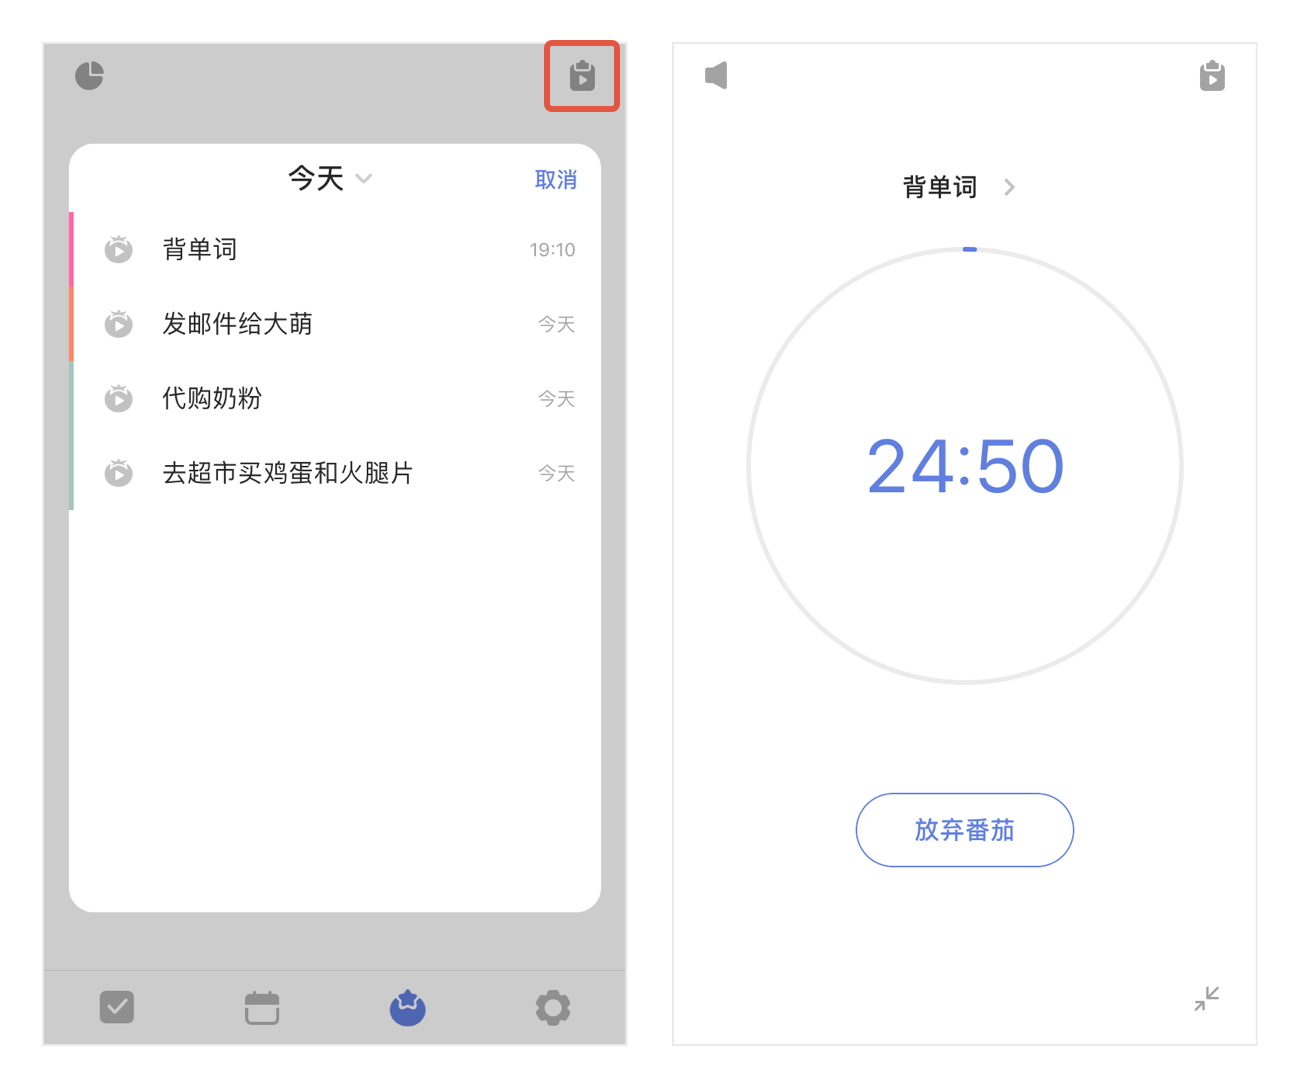 今天
取消
背单词 19:10
发邮件给大萌 今天
代购奶粉 今天
去超市买鸡蛋和火腿片 今天
背单词
24:50
放弃番茄